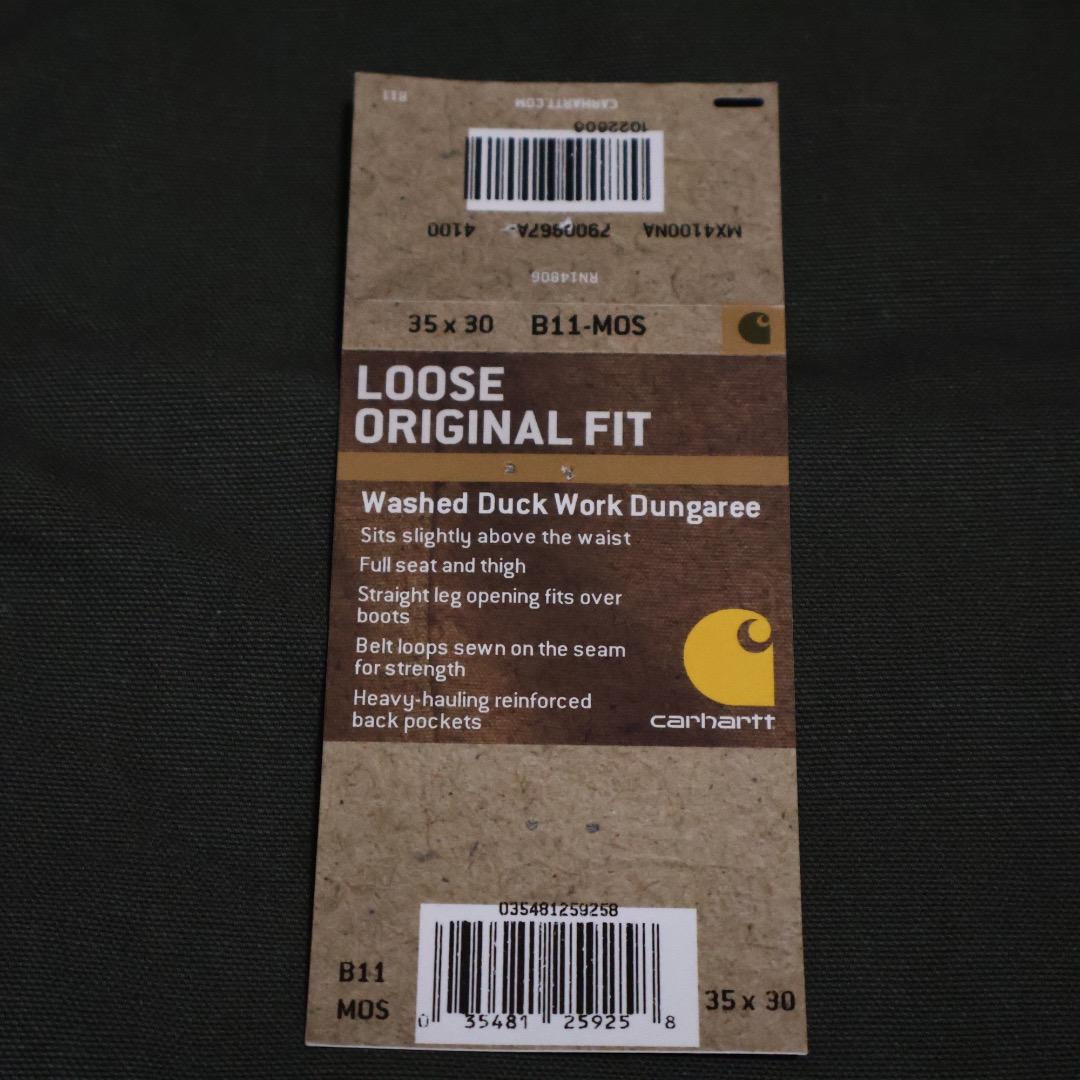 B11 CARHARTT.COM
1022606
MX4100NA 7900967A- 4100
RN14806
35 x 30 B11-MOS
LOOSE
ORIGINAL FIT
Washed Duck Work Dungaree
Sits slightly above the waist
Full seat and thigh
Straight leg opening fits over
boots
Belt loops sewn on the seam
for strength
Heavy-hauling reinforced
back pockets
carhartt
035481259258
B11
MOS
35 x 30
0 35481 25925 8